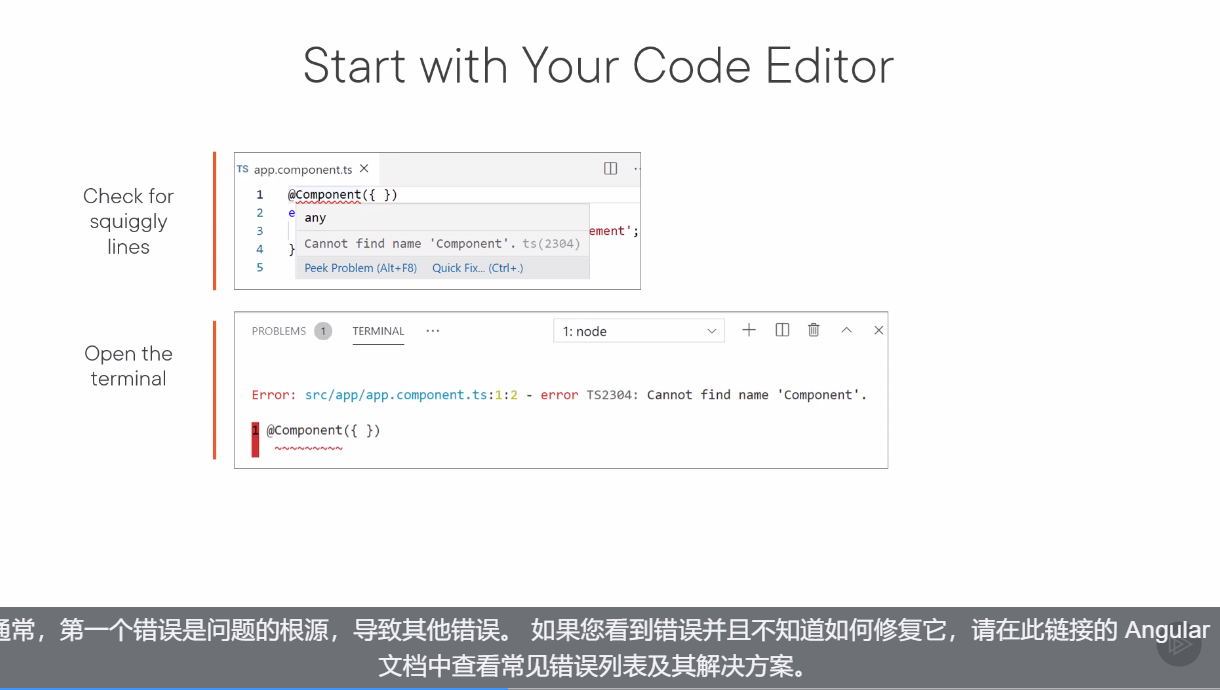 Start with Your Code Editor
Check for
squiggly
lines
TS app.component.ts ×
1 @Component({ })
2 e
3 ement';
4 }
5
any
Cannot find name 'Component'. ts(2304)
Peek Problem (Alt+F8) Quick Fix... (Ctrl+.)
Open the
terminal
PROBLEMS 1 TERMINAL ··· 1: node
Error: src/app/app.component.ts:1:2 - error TS2304: Cannot find name 'Component'.
1 @Component({ })
~~~~~~~~~
通常，第一个错误是问题的根源，导致其他错误。 如果您看到错误并且不知道如何修复它，请在此链接的 Angular
文档中查看常见错误列表及其解决方案。